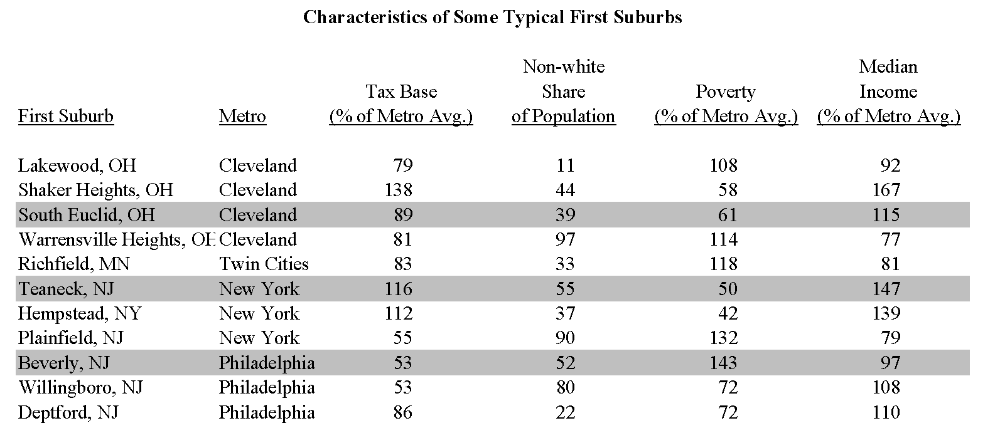 Characteristics of Some Typical First Suburbs
Non-white Median
Tax Base Share Poverty Income
First Suburb Metro (% of Metro Avg.) of Population (% of Metro Avg.) (% of Metro Avg.)
Lakewood, OH Cleveland 79 11 108 92
Shaker Heights, OH Cleveland 138 44 58 167
South Euclid, OH Cleveland 89 39 61 115
Warrensville Heights, OH Cleveland 81 97 114 77
Richfield, MN Twin Cities 83 33 118 81
Teaneck, NJ New York 116 55 50 147
Hempstead, NY New York 112 37 42 139
Plainfield, NJ New York 55 90 132 79
Beverly, NJ Philadelphia 53 52 143 97
Willingboro, NJ Philadelphia 53 80 72 108
Deptford, NJ Philadelphia 86 22 72 110